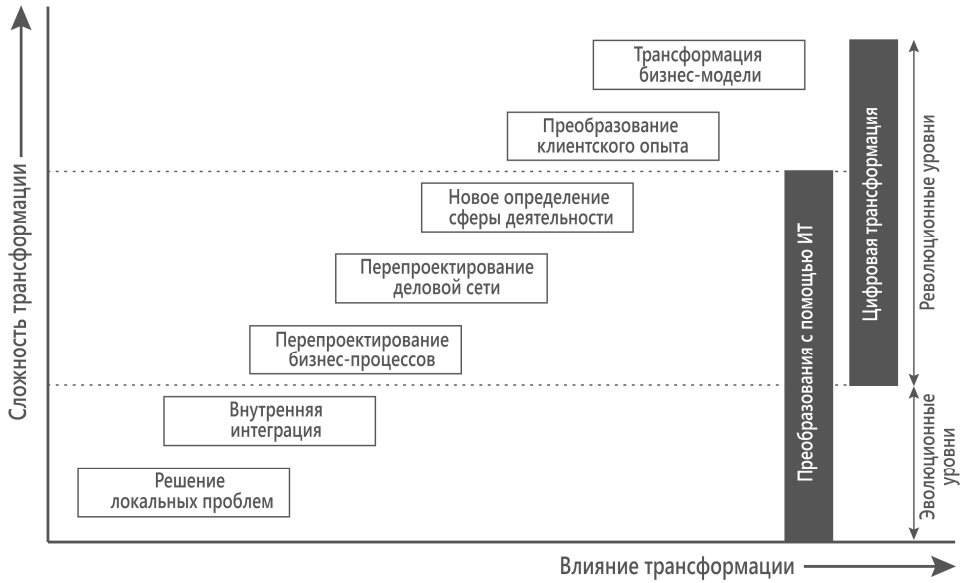 Трансформация
бизнес-модели
Преобразование
клиентского опыта
Новое определение
сферы деятельности
Перепроектирование
деловой сети
Перепроектирование
бизнес-процессов
Внутренняя
интеграция
Решение
локальных проблем
Сложность трансформации
Влияние трансформации
Преобразования с помощью ИТ
Цифровая трансформация
Революционные уровни
Эволюционные
уровни